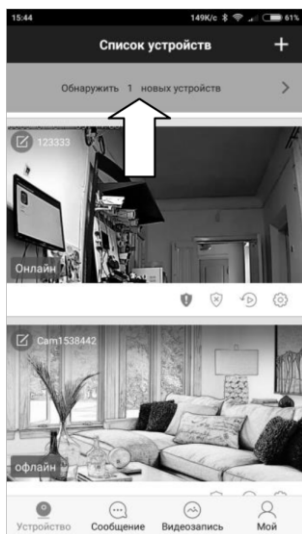 15:44 149K/c 61%
Список устройств
Обнаружить 1 новых устройств
123333
Онлайн
Cam1538442
офлайн
Устройство Сообщение Видеозапись Мой